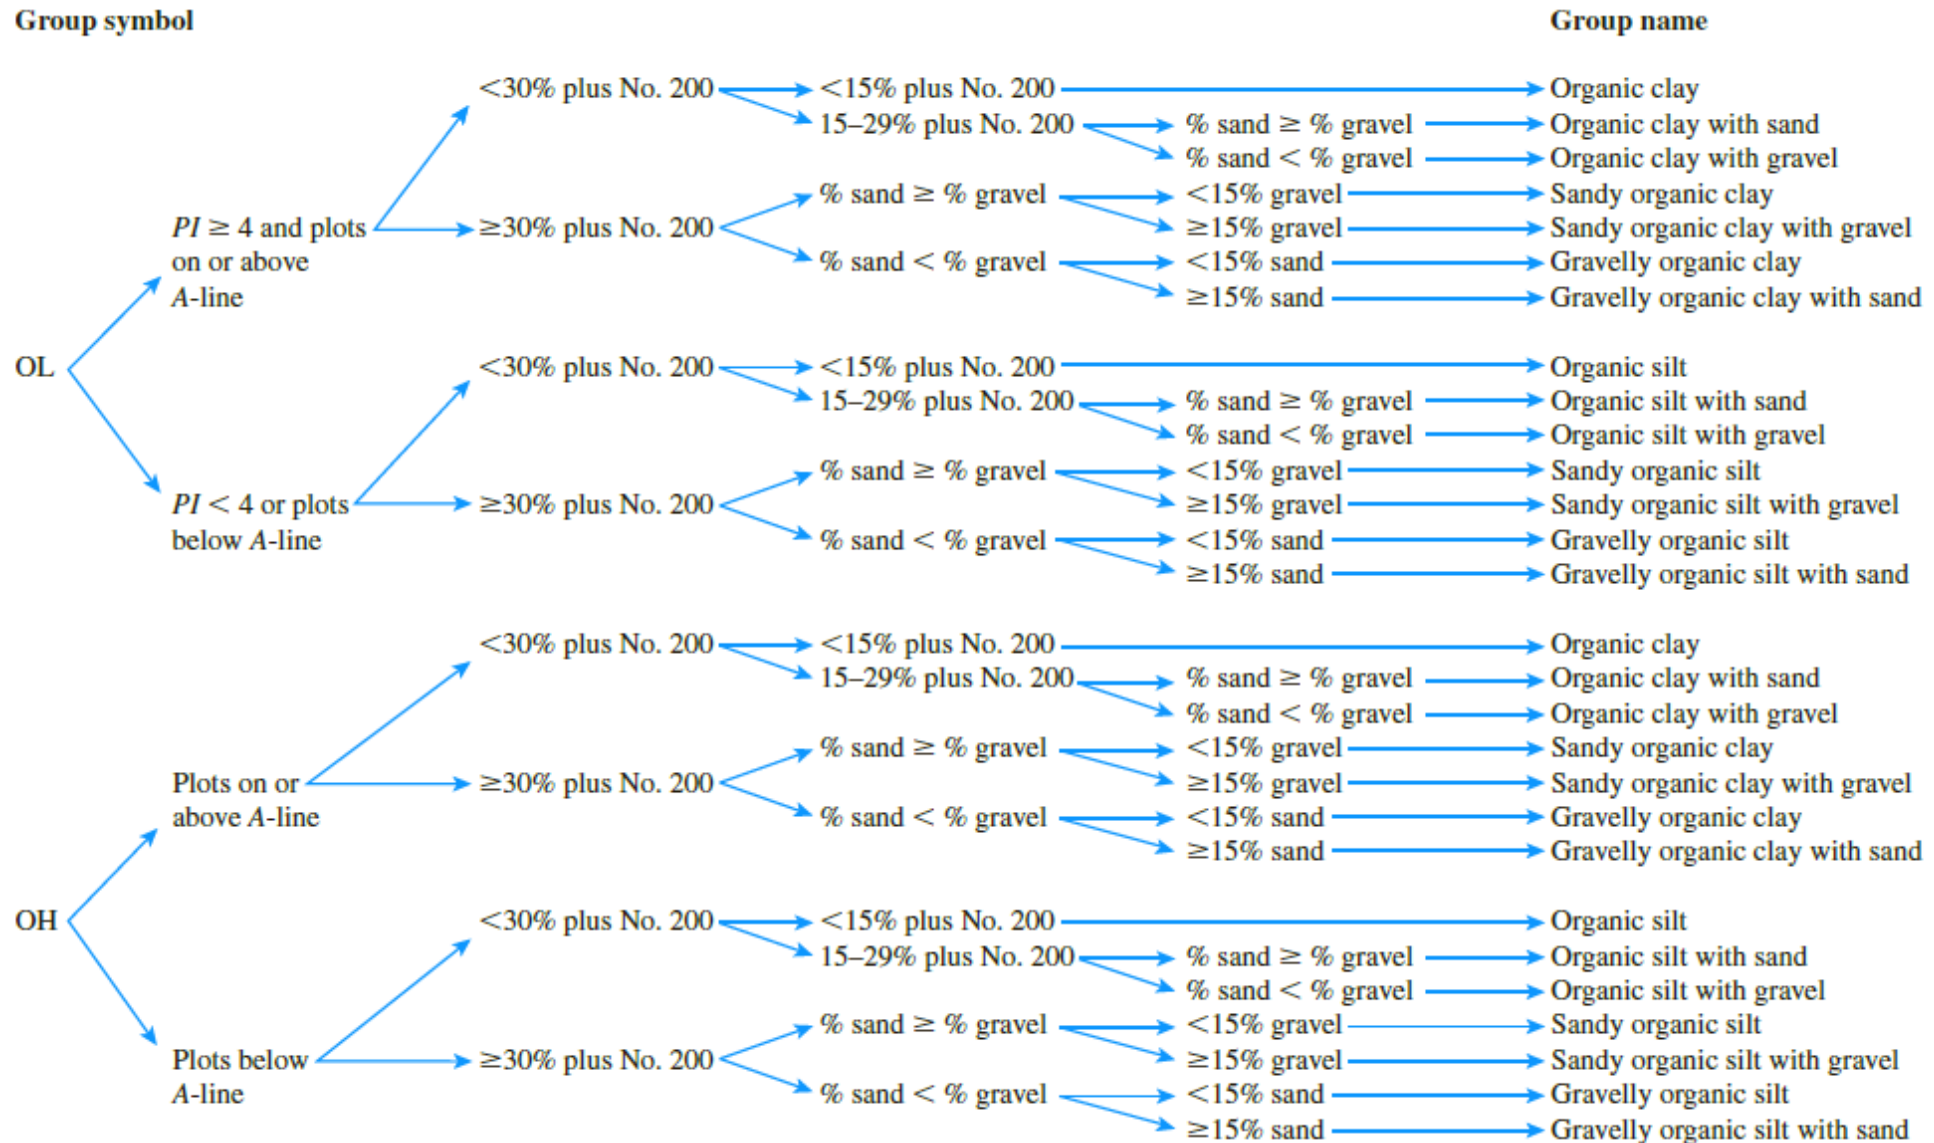 Group symbol Group name
<30% plus No. 200 <15% plus No. 200 Organic clay
15–29% plus No. 200 % sand ≥ % gravel Organic clay with sand
% sand < % gravel Organic clay with gravel
% sand ≥ % gravel <15% gravel Sandy organic clay
PI ≥ 4 and plots ≥30% plus No. 200 ≥15% gravel Sandy organic clay with gravel
on or above % sand < % gravel <15% sand Gravelly organic clay
A-line ≥15% sand Gravelly organic clay with sand
OL <30% plus No. 200 <15% plus No. 200 Organic silt
15–29% plus No. 200 % sand ≥ % gravel Organic silt with sand
% sand < % gravel Organic silt with gravel
% sand ≥ % gravel <15% gravel Sandy organic silt
PI < 4 or plots ≥30% plus No. 200 ≥15% gravel Sandy organic silt with gravel
below A-line % sand < % gravel <15% sand Gravelly organic silt
≥15% sand Gravelly organic silt with sand
<30% plus No. 200 <15% plus No. 200 Organic clay
15–29% plus No. 200 % sand ≥ % gravel Organic clay with sand
% sand < % gravel Organic clay with gravel
% sand ≥ % gravel <15% gravel Sandy organic clay
Plots on or ≥30% plus No. 200 ≥15% gravel Sandy organic clay with gravel
above A-line % sand < % gravel <15% sand Gravelly organic clay
≥15% sand Gravelly organic clay with sand
OH <30% plus No. 200 <15% plus No. 200 Organic silt
15–29% plus No. 200 % sand ≥ % gravel Organic silt with sand
% sand < % gravel Organic silt with gravel
% sand ≥ % gravel <15% gravel Sandy organic silt
Plots below ≥30% plus No. 200 ≥15% gravel Sandy organic silt with gravel
A-line % sand < % gravel <15% sand Gravelly organic silt
≥15% sand Gravelly organic silt with sand